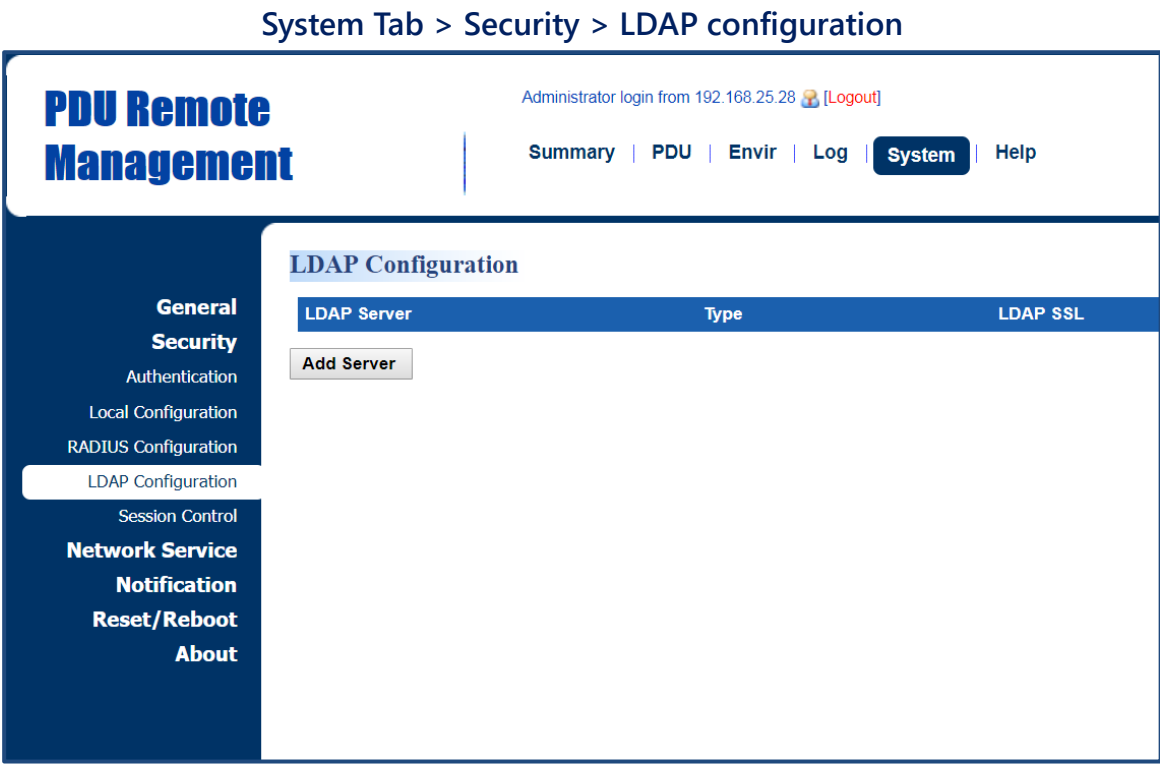 System Tab > Security > LDAP configuration
PDU Remote
Management
Administrator login from 192.168.25.28 [Logout]
Summary | PDU | Envir | Log | System | Help
General
Security
Authentication
Local Configuration
RADIUS Configuration
LDAP Configuration
Session Control
Network Service
Notification
Reset/Reboot
About
LDAP Configuration
LDAP Server Type LDAP SSL
Add Server